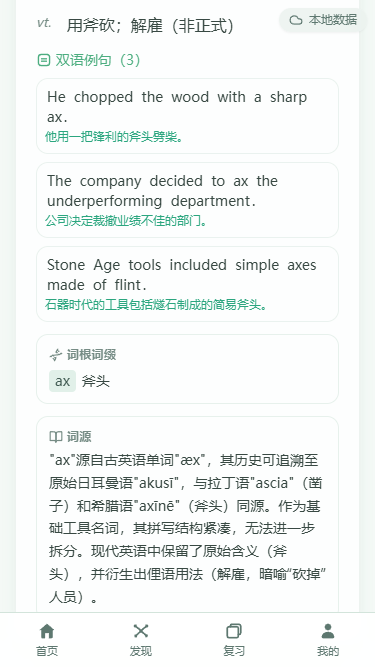 vt. 用斧砍；解雇（非正式）
本地数据
双语例句（3）
He chopped the wood with a sharp
ax.
他用一把锋利的斧头劈柴。
The company decided to ax the
underperforming department.
公司决定裁撤业绩不佳的部门。
Stone Age tools included simple axes
made of flint.
石器时代的工具包括燧石制成的简易斧头。
词根词缀
ax 斧头
词源
"ax"源自古英语单词"æx"，其历史可追溯至
原始日耳曼语"akusī"，与拉丁语"ascia"（凿
子）和希腊语"axīnē"（斧头）同源。作为基
础工具名词，其拼写结构紧凑，无法进一步
拆分。现代英语中保留了原始含义（斧
头），并衍生出俚语用法（解雇，暗喻“砍掉”
人员）。
首页 发现 复习 我的